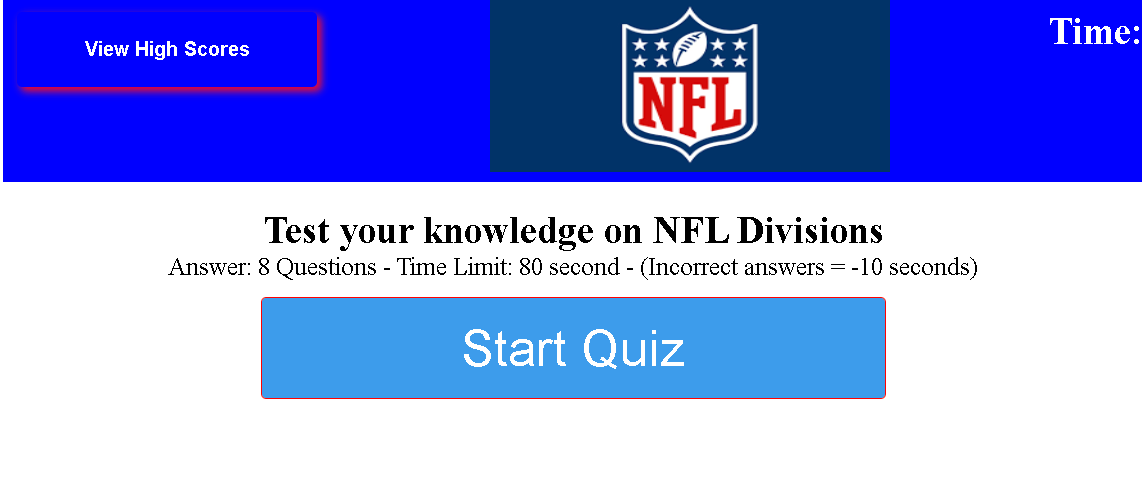 View High Scores
NFL
Time:
Test your knowledge on NFL Divisions
Answer: 8 Questions - Time Limit: 80 second - (Incorrect answers = -10 seconds)
Start Quiz